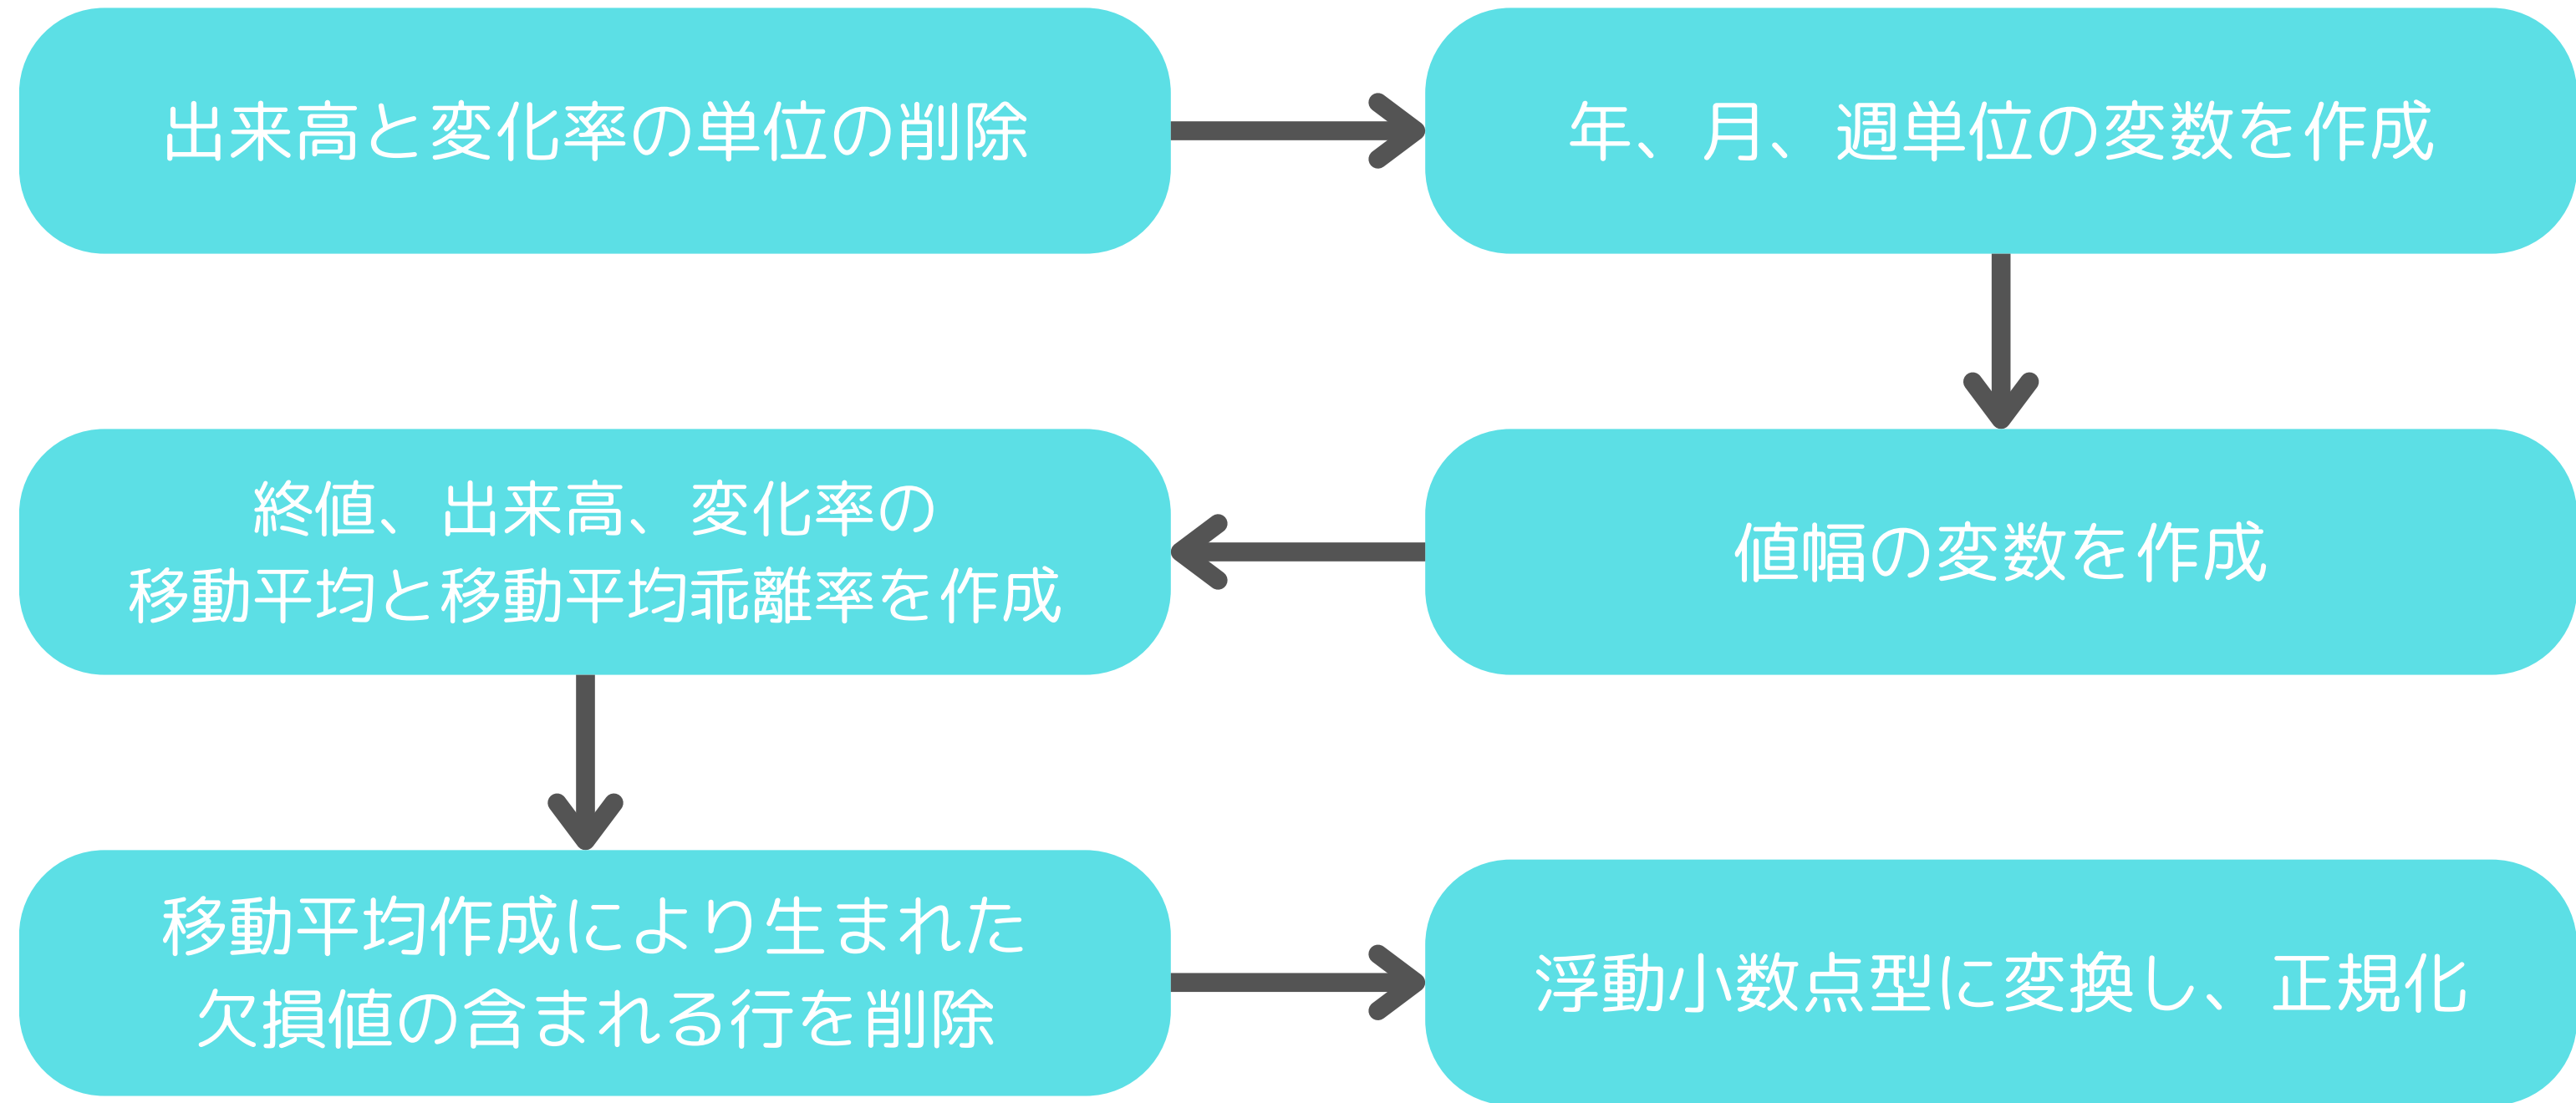 出来高と変化率の単位の削除
年、月、週単位の変数を作成
値幅の変数を作成
終値、出来高、変化率の
移動平均と移動平均乖離率を作成
移動平均作成により生まれた
欠損値の含まれる行を削除
浮動小数点型に変換し、正規化